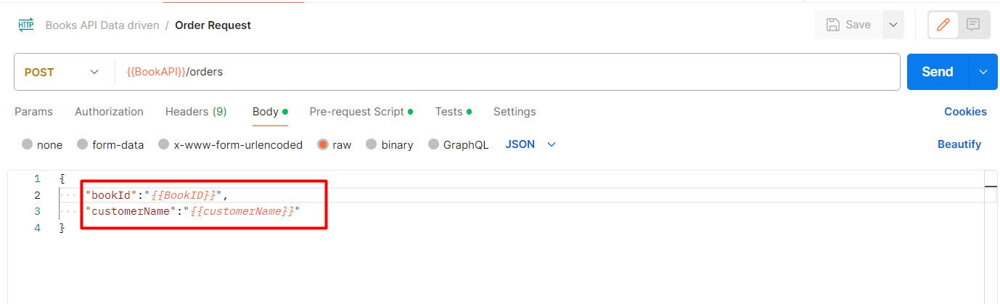 HTTP Books API Data driven / Order Request Save
POST {{BookAPI}}/orders Send
Params Authorization Headers (9) Body Pre-request Script Tests Settings Cookies
none form-data x-www-form-urlencoded raw binary GraphQL JSON Beautify
1 {
2 "bookId":"{{BookID}}",
3 "customerName":"{{customerName}}"
4 }